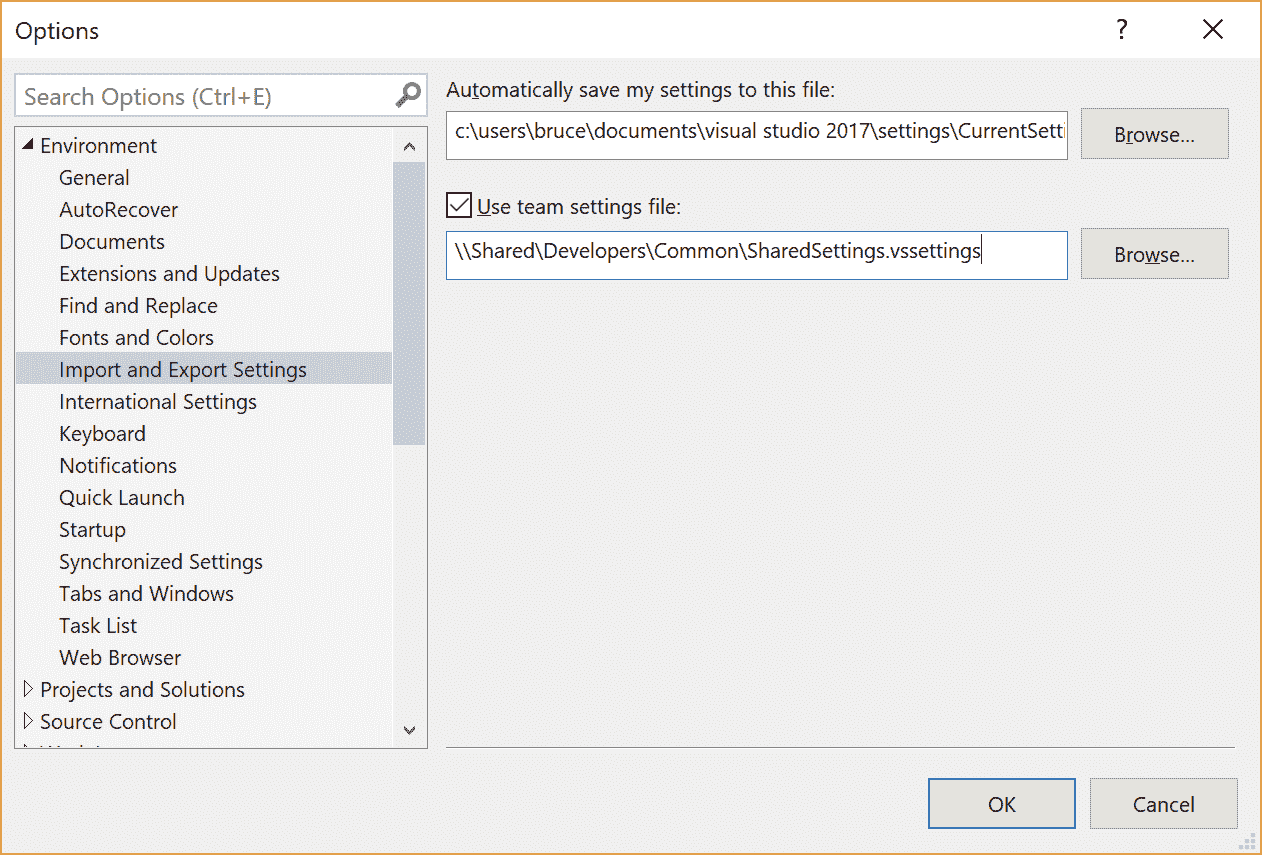 Options
?
Search Options (Ctrl+E)
Environment
General
AutoRecover
Documents
Extensions and Updates
Find and Replace
Fonts and Colors
Import and Export Settings
International Settings
Keyboard
Notifications
Quick Launch
Startup
Synchronized Settings
Tabs and Windows
Task List
Web Browser
Projects and Solutions
Source Control
Automatically save my settings to this file:
c:\users\bruce\documents\visual studio 2017\settings\CurrentSetti
Browse...
Use team settings file:
\\Shared\Developers\Common\SharedSettings.vssettings
Browse...
OK
Cancel